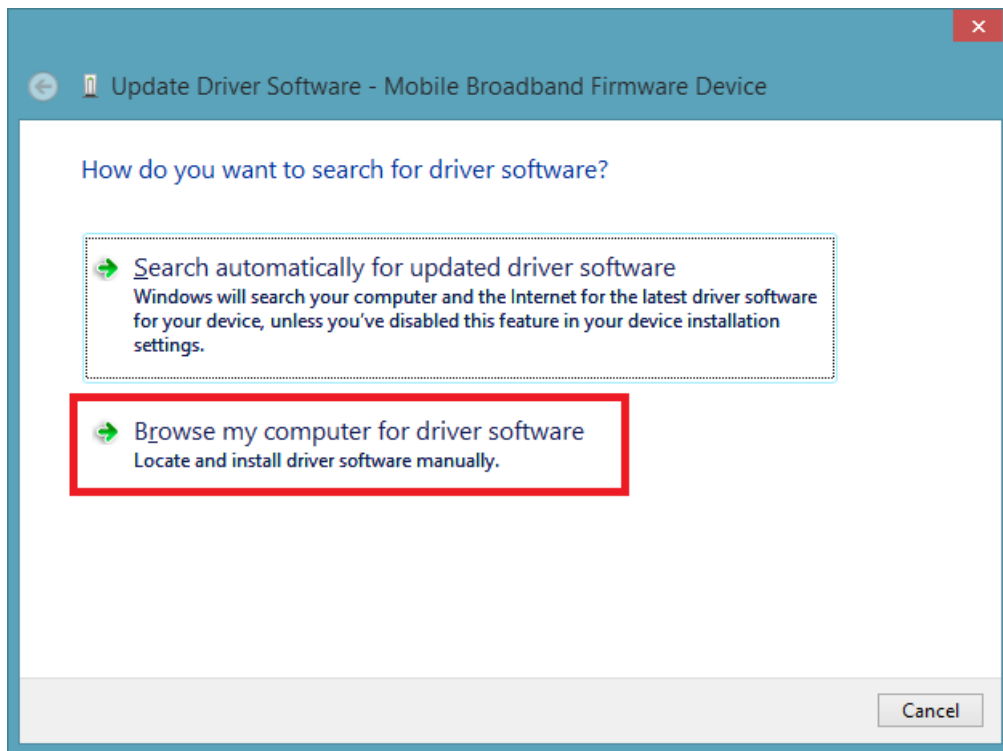 Update Driver Software - Mobile Broadband Firmware Device
How do you want to search for driver software?
Search automatically for updated driver software
Windows will search your computer and the Internet for the latest driver software
for your device, unless you've disabled this feature in your device installation
settings.
Browse my computer for driver software
Locate and install driver software manually.
Cancel